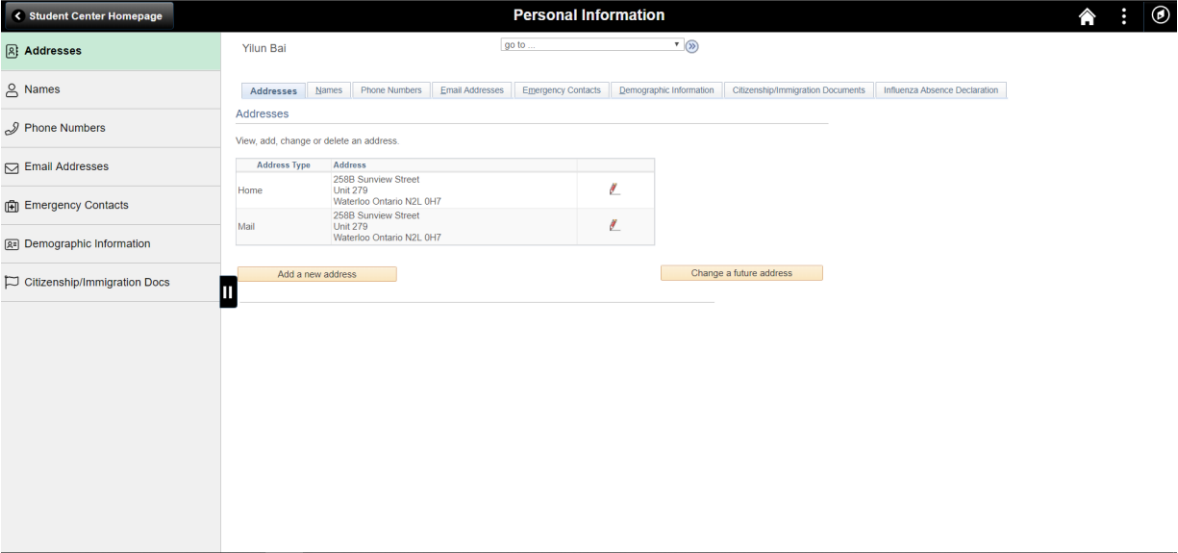 Student Center Homepage
Personal Information
Addresses
Names
Phone Numbers
Email Addresses
Emergency Contacts
Demographic Information
Citizenship/Immigration Docs
Yilun Bai
go to ...
Addresses Names Phone Numbers Email Addresses Emergency Contacts Demographic Information Citizenship/Immigration Documents Influenza Absence Declaration
Addresses
View, add, change or delete an address.
Address Type Address
Home
258B Sunview Street
Unit 279
Waterloo Ontario N2L 0H7
Mail
258B Sunview Street
Unit 279
Waterloo Ontario N2L 0H7
Add a new address
Change a future address